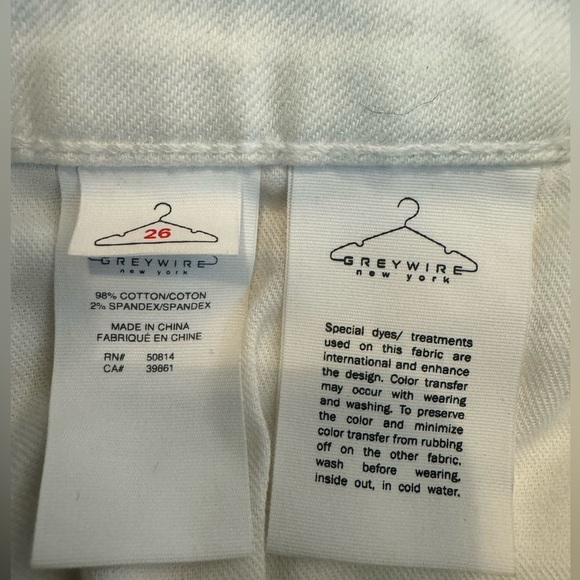 26
GREYWIRE
new york
98% COTTON/COTON
2% SPANDEX/SPANDEX
MADE IN CHINA
FABRIQUÉ EN CHINE
RN# 50814
CA# 39861
GREYWIRE
new york
Special dyes/ treatments
used on this fabric are
international and enhance
the design. Color transfer
may occur with wearing
and washing. To preserve
the color and minimize
color transfer from rubbing
off on the other fabric,
wash before wearing,
inside out, in cold water.